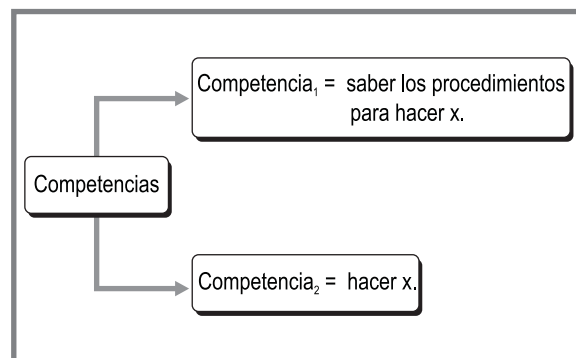 Competencia₁ = saber los procedimientos
para hacer x.
Competencias
Competencia₂ = hacer x.